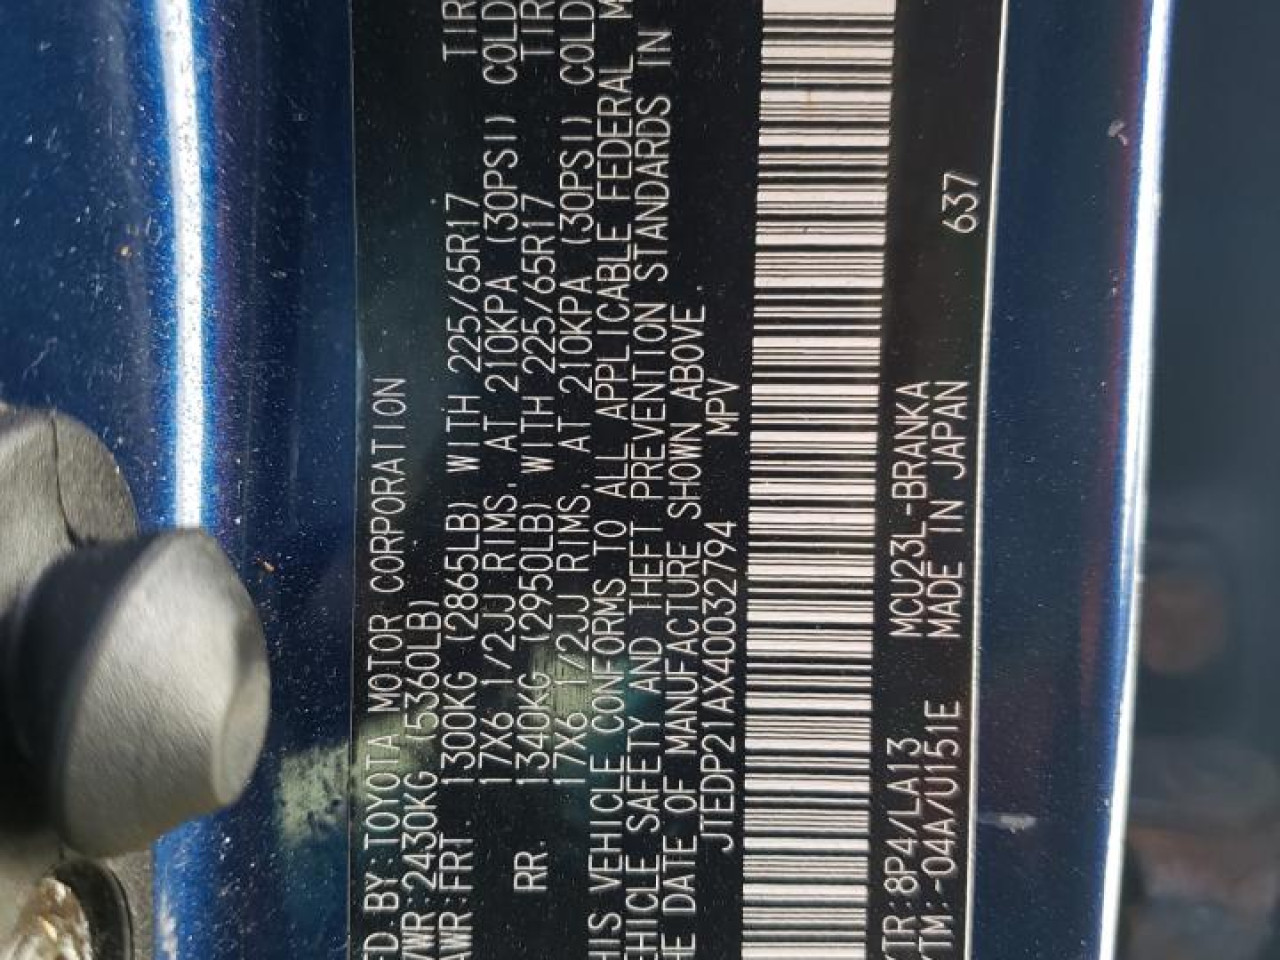 FD.BY:TOYOTA MOTOR CORPORATION
VWR:2430KG (5360LB)
AWR:FRT. 1300KG (2865LB) WITH 225/65R17 TIR
17X6 1/2JJ RIMS, AT 210KPA (30PSI) COLD
RR. 1340KG (2950LB) WITH 225/65R17 TIR
17X6 1/2JJ RIMS, AT 210KPA (30PSI) COLD
HIS VEHICLE CONFORMS TO ALL APPLICABLE FEDERAL M
EHICLE SAFETY AND THEFT PREVENTION STANDARDS IN
HE DATE OF MANUFACTURE SHOWN ABOVE.
JTEDP21AX40032794 MPV
/TR:8P4/LA13 MCU23L-BRANKA
/TM:-04A/U151E MADE IN JAPAN 637